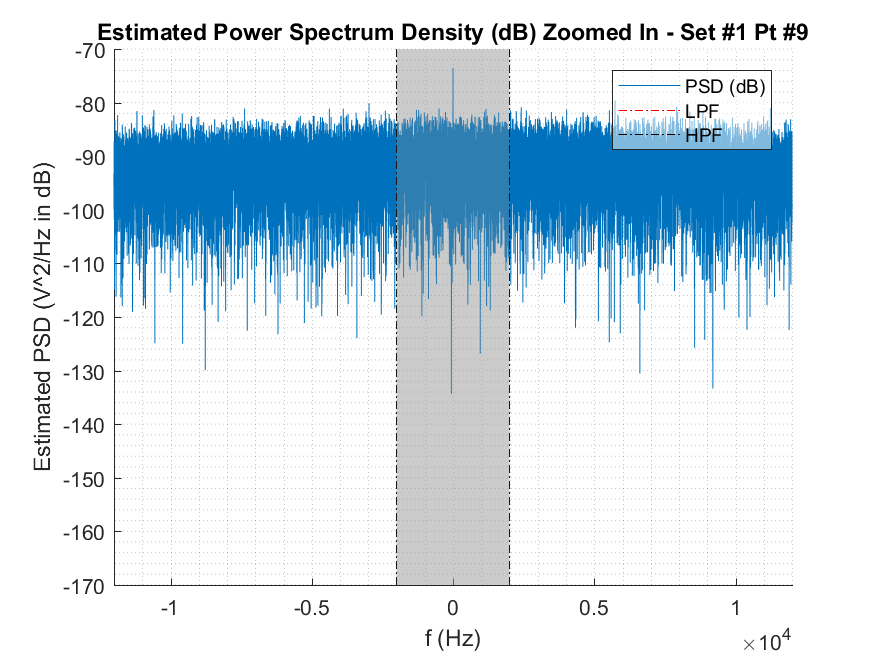 Estimated Power Spectrum Density (dB) Zoomed In - Set #1 Pt #9
-70
-80
-90
-100
-110
-120
-130
-140
-150
-160
-170
Estimated PSD (V^2/Hz in dB)
PSD (dB)
LPF
HPF
-1 -0.5 0 0.5 1
×10⁴
f (Hz)